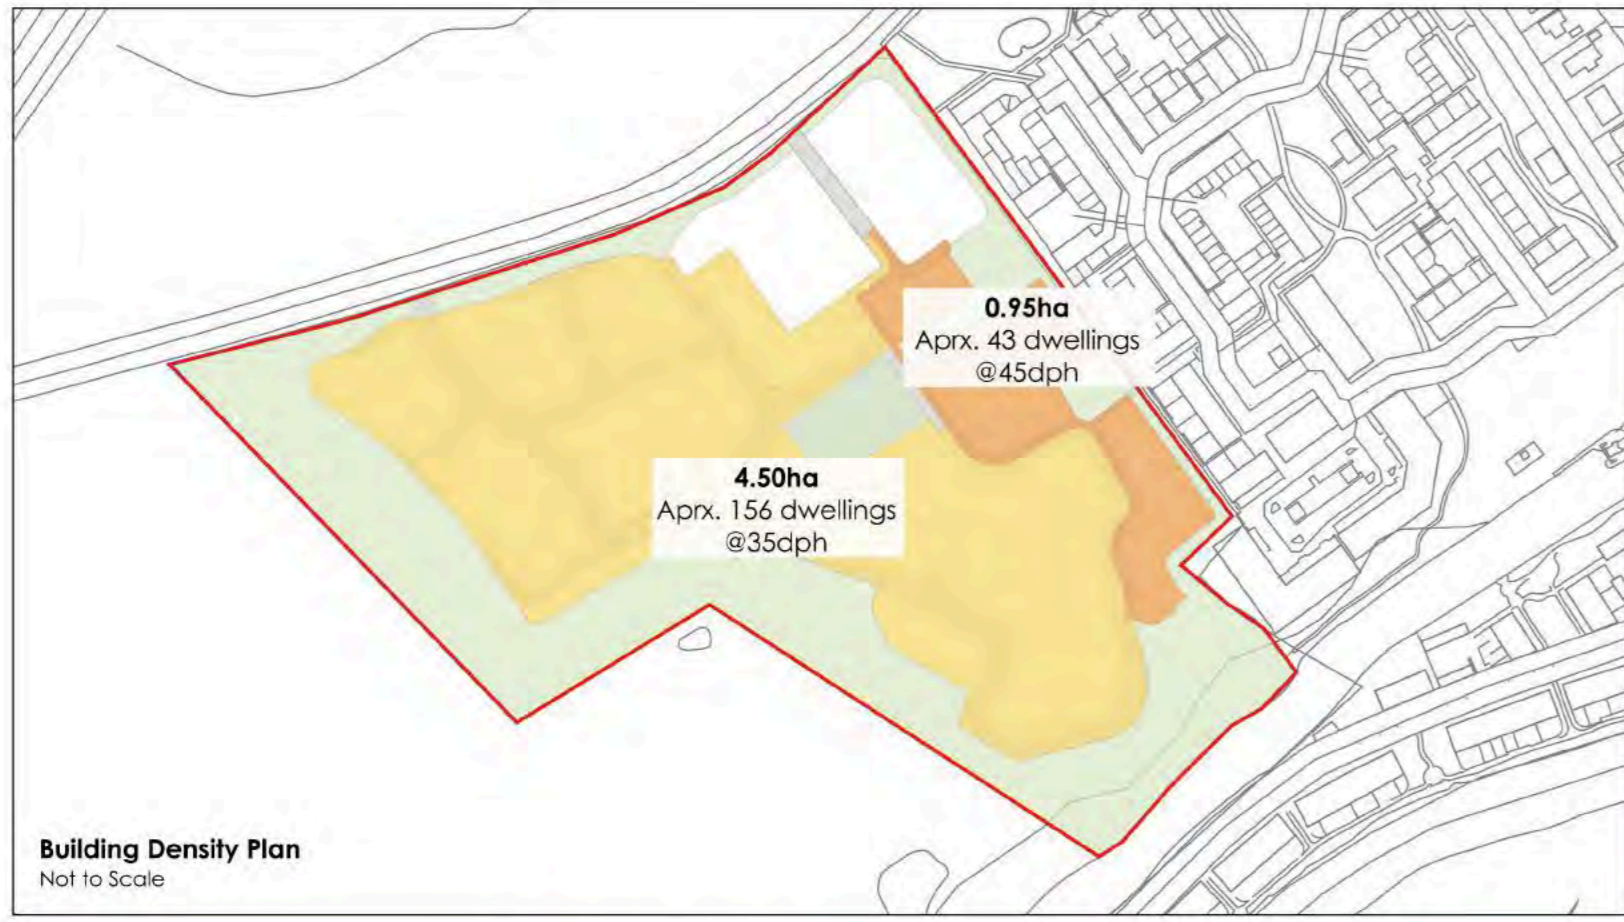 0.95ha
Aprx. 43 dwellings
@45dph
4.50ha
Aprx. 156 dwellings
@35dph
Building Density Plan
Not to Scale